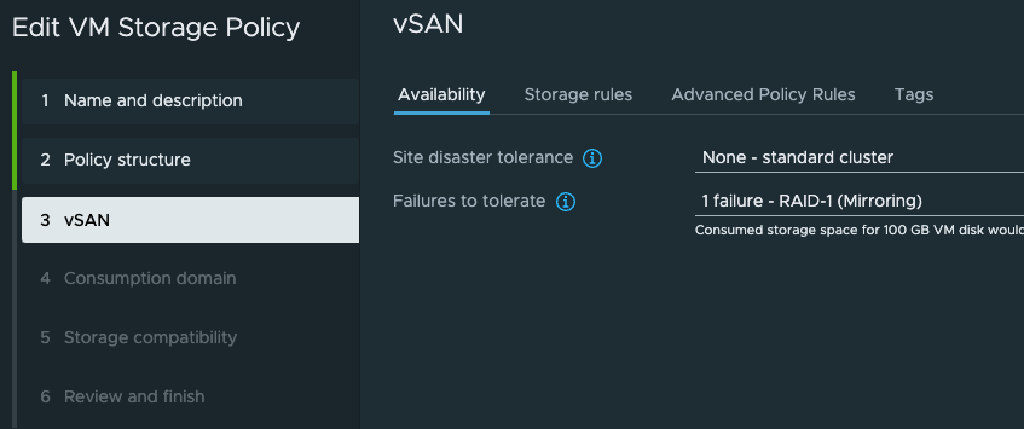 Edit VM Storage Policy
1 Name and description
2 Policy structure
3 vSAN
4 Consumption domain
5 Storage compatibility
6 Review and finish
vSAN
Availability Storage rules Advanced Policy Rules Tags
Site disaster tolerance None - standard cluster
Failures to tolerate 1 failure - RAID-1 (Mirroring)
Consumed storage space for 100 GB VM disk would